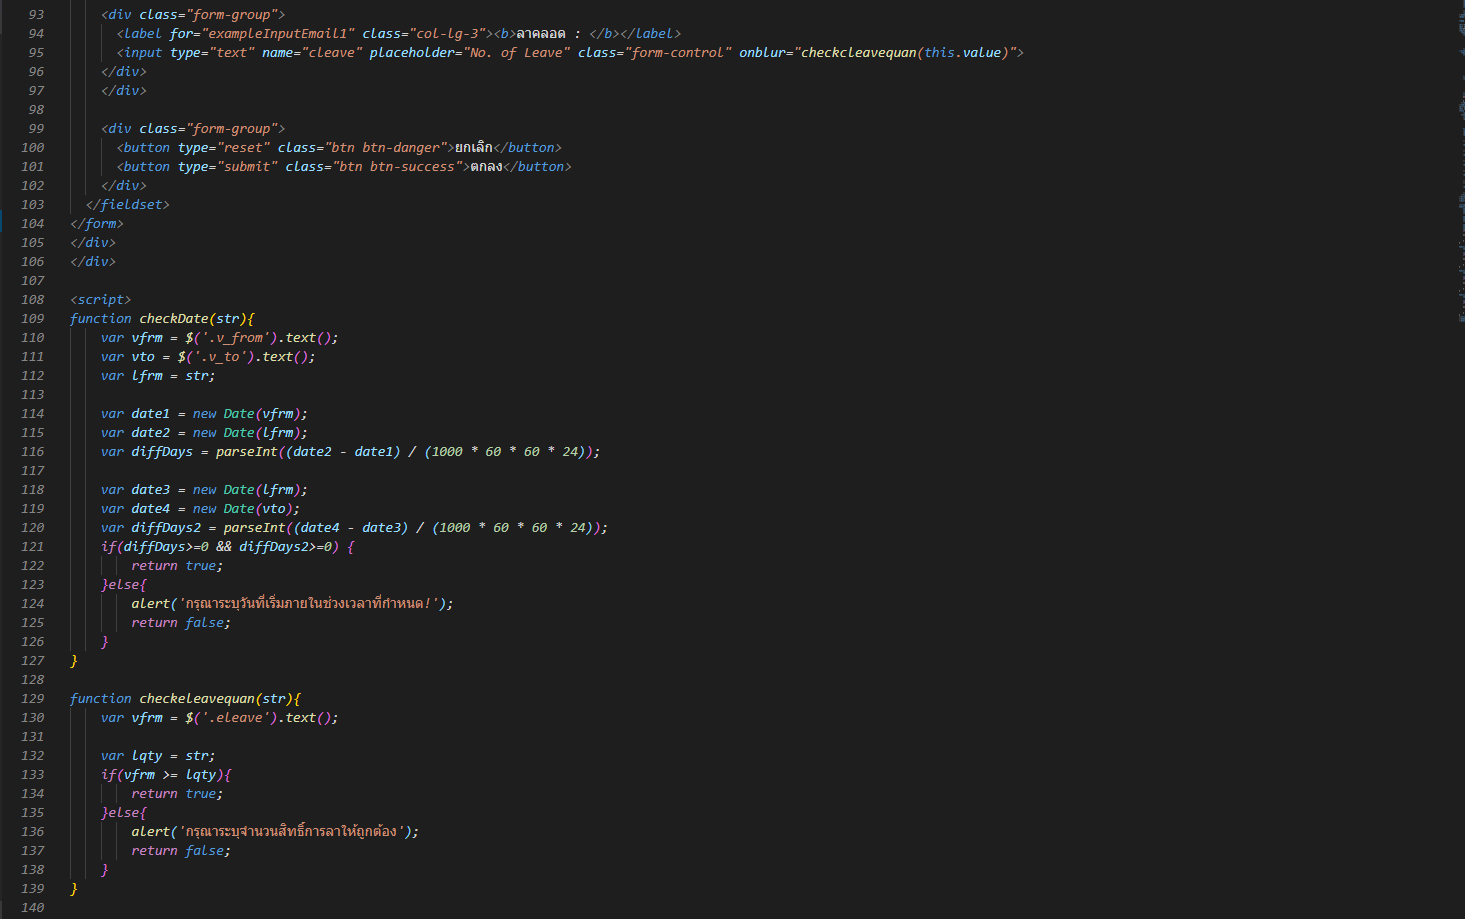 93 <div class="form-group">
94 <label for="exampleInputEmail1" class="col-lg-3"><b>ลาคลอด : </b></label>
95 <input type="text" name="cleave" placeholder="No. of Leave" class="form-control" onblur="checkcleavequan(this.value)">
96 </div>
97 </div>
98
99 <div class="form-group">
100 <button type="reset" class="btn btn-danger">ยกเลิก</button>
101 <button type="submit" class="btn btn-success">ตกลง</button>
102 </div>
103 </fieldset>
104 </form>
105 </div>
106 </div>
107
108 <script>
109 function checkDate(str){
110 var vfrm = $('.v_from').text();
111 var vto = $('.v_to').text();
112 var lfrm = str;
113
114 var date1 = new Date(vfrm);
115 var date2 = new Date(lfrm);
116 var diffDays = parseInt((date2 - date1) / (1000 * 60 * 60 * 24));
117
118 var date3 = new Date(lfrm);
119 var date4 = new Date(vto);
120 var diffDays2 = parseInt((date4 - date3) / (1000 * 60 * 60 * 24));
121 if(diffDays>=0 && diffDays2>=0) {
122 return true;
123 }else{
124 alert('กรุณาระบุวันที่เริ่มภายในช่วงเวลาที่กำหนด!');
125 return false;
126 }
127 }
128
129 function checkeleavequan(str){
130 var vfrm = $('.eleave').text();
131
132 var lqty = str;
133 if(vfrm >= lqty){
134 return true;
135 }else{
136 alert('กรุณาระบุจำนวนสิทธิ์การลาให้ถูกต้อง');
137 return false;
138 }
139 }
140